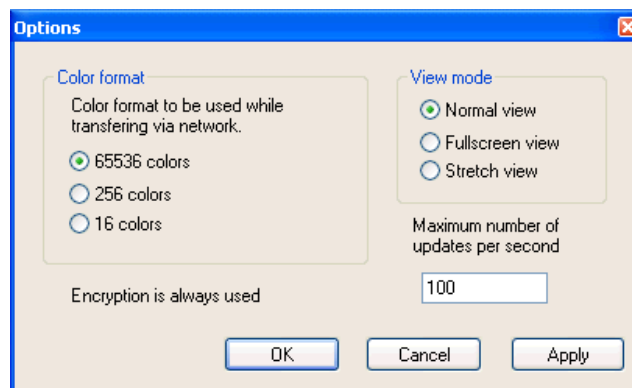 Options
Color format
Color format to be used while
transfering via network.
65536 colors
256 colors
16 colors
Encryption is always used
View mode
Normal view
Fullscreen view
Stretch view
Maximum number of
updates per second
100
OK
Cancel
Apply